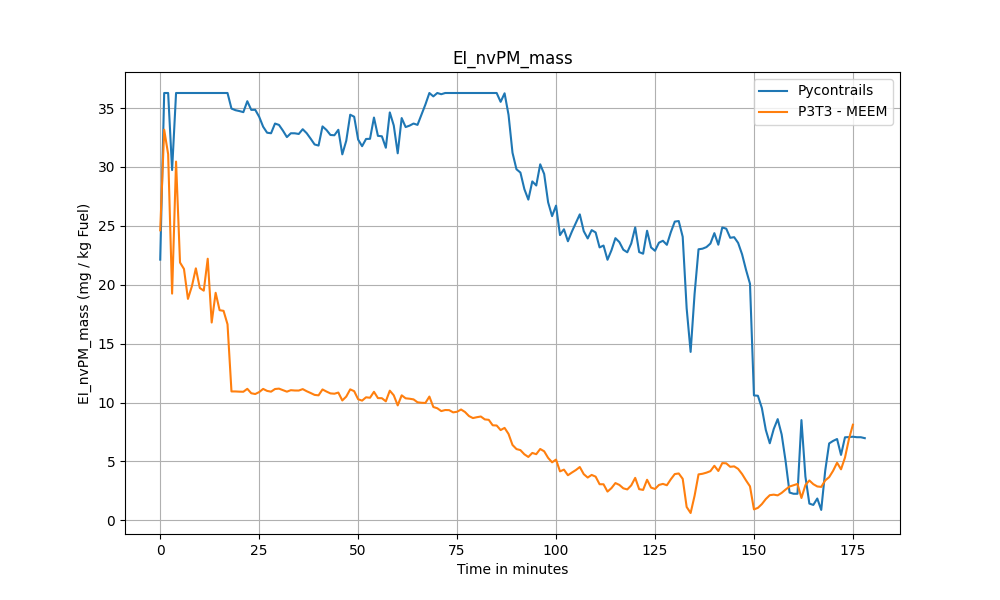 EI_nvPM_mass
Pycontrails
P3T3 - MEEM
EI_nvPM_mass (mg / kg Fuel)
35
30
25
20
15
10
5
0
0 25 50 75 100 125 150 175
Time in minutes